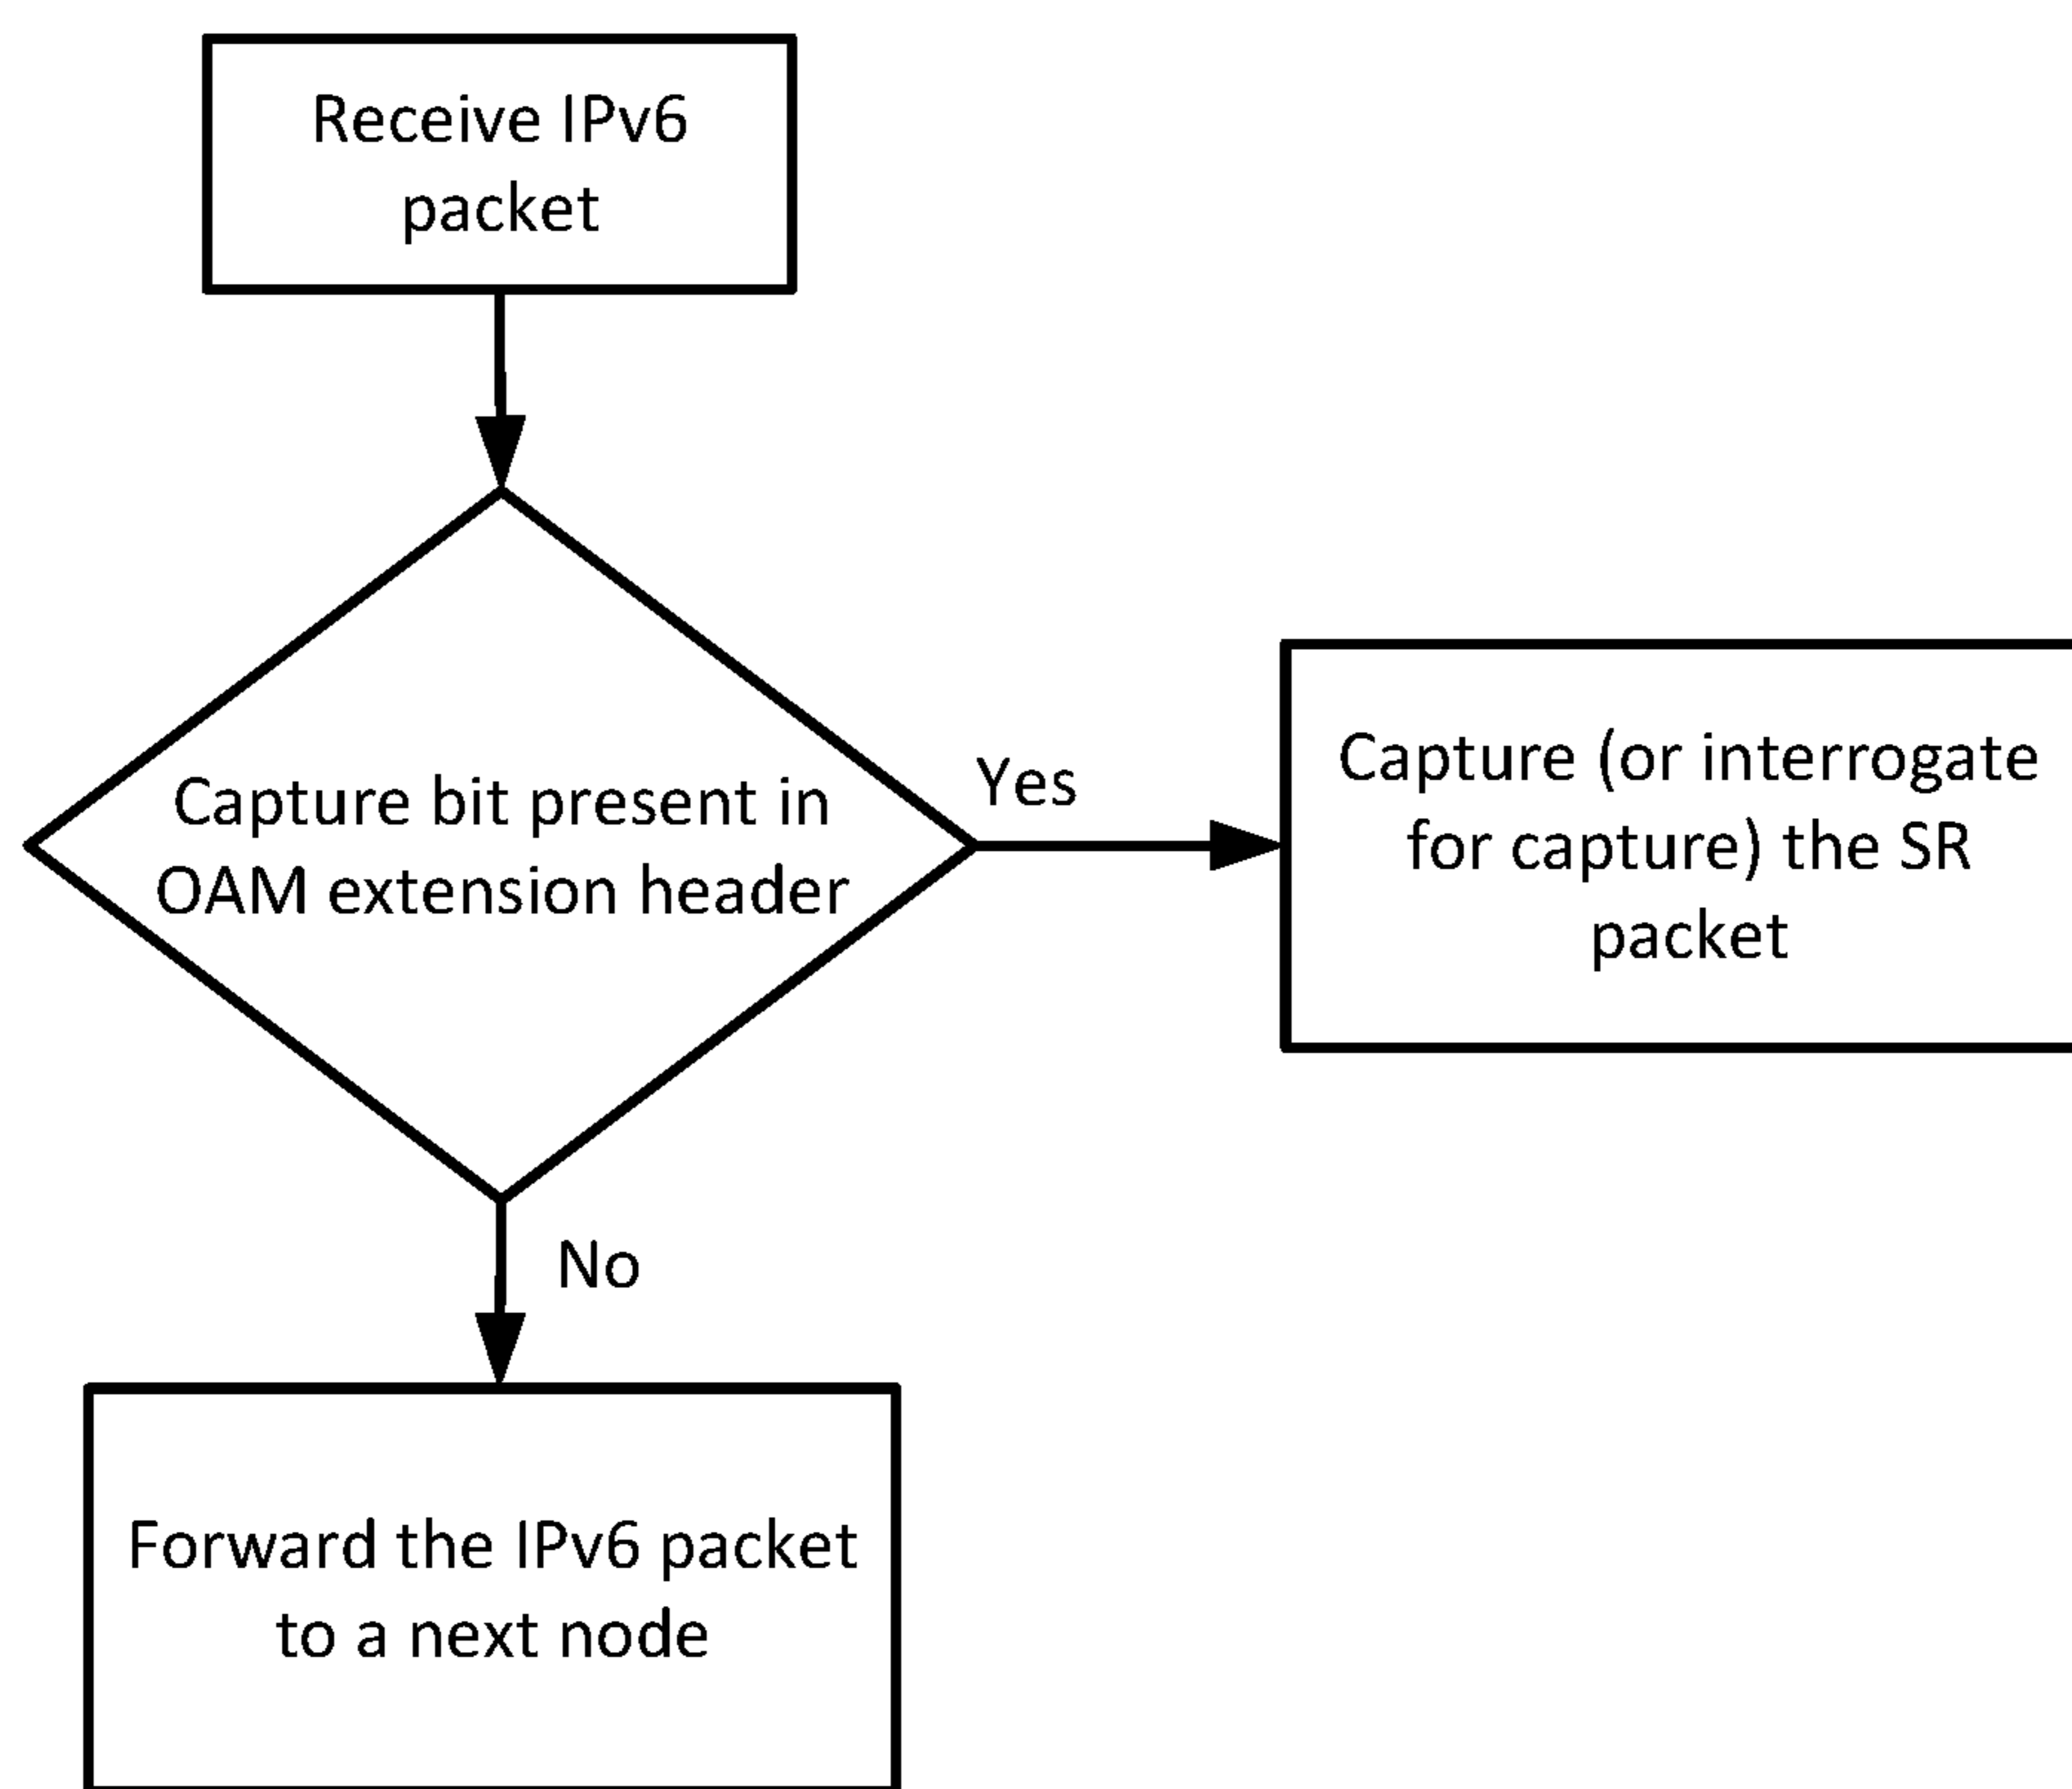 Receive IPv6
packet
Capture bit present in
OAM extension header
Yes
Capture (or interrogate
for capture) the SR
packet
No
Forward the IPv6 packet
to a next node